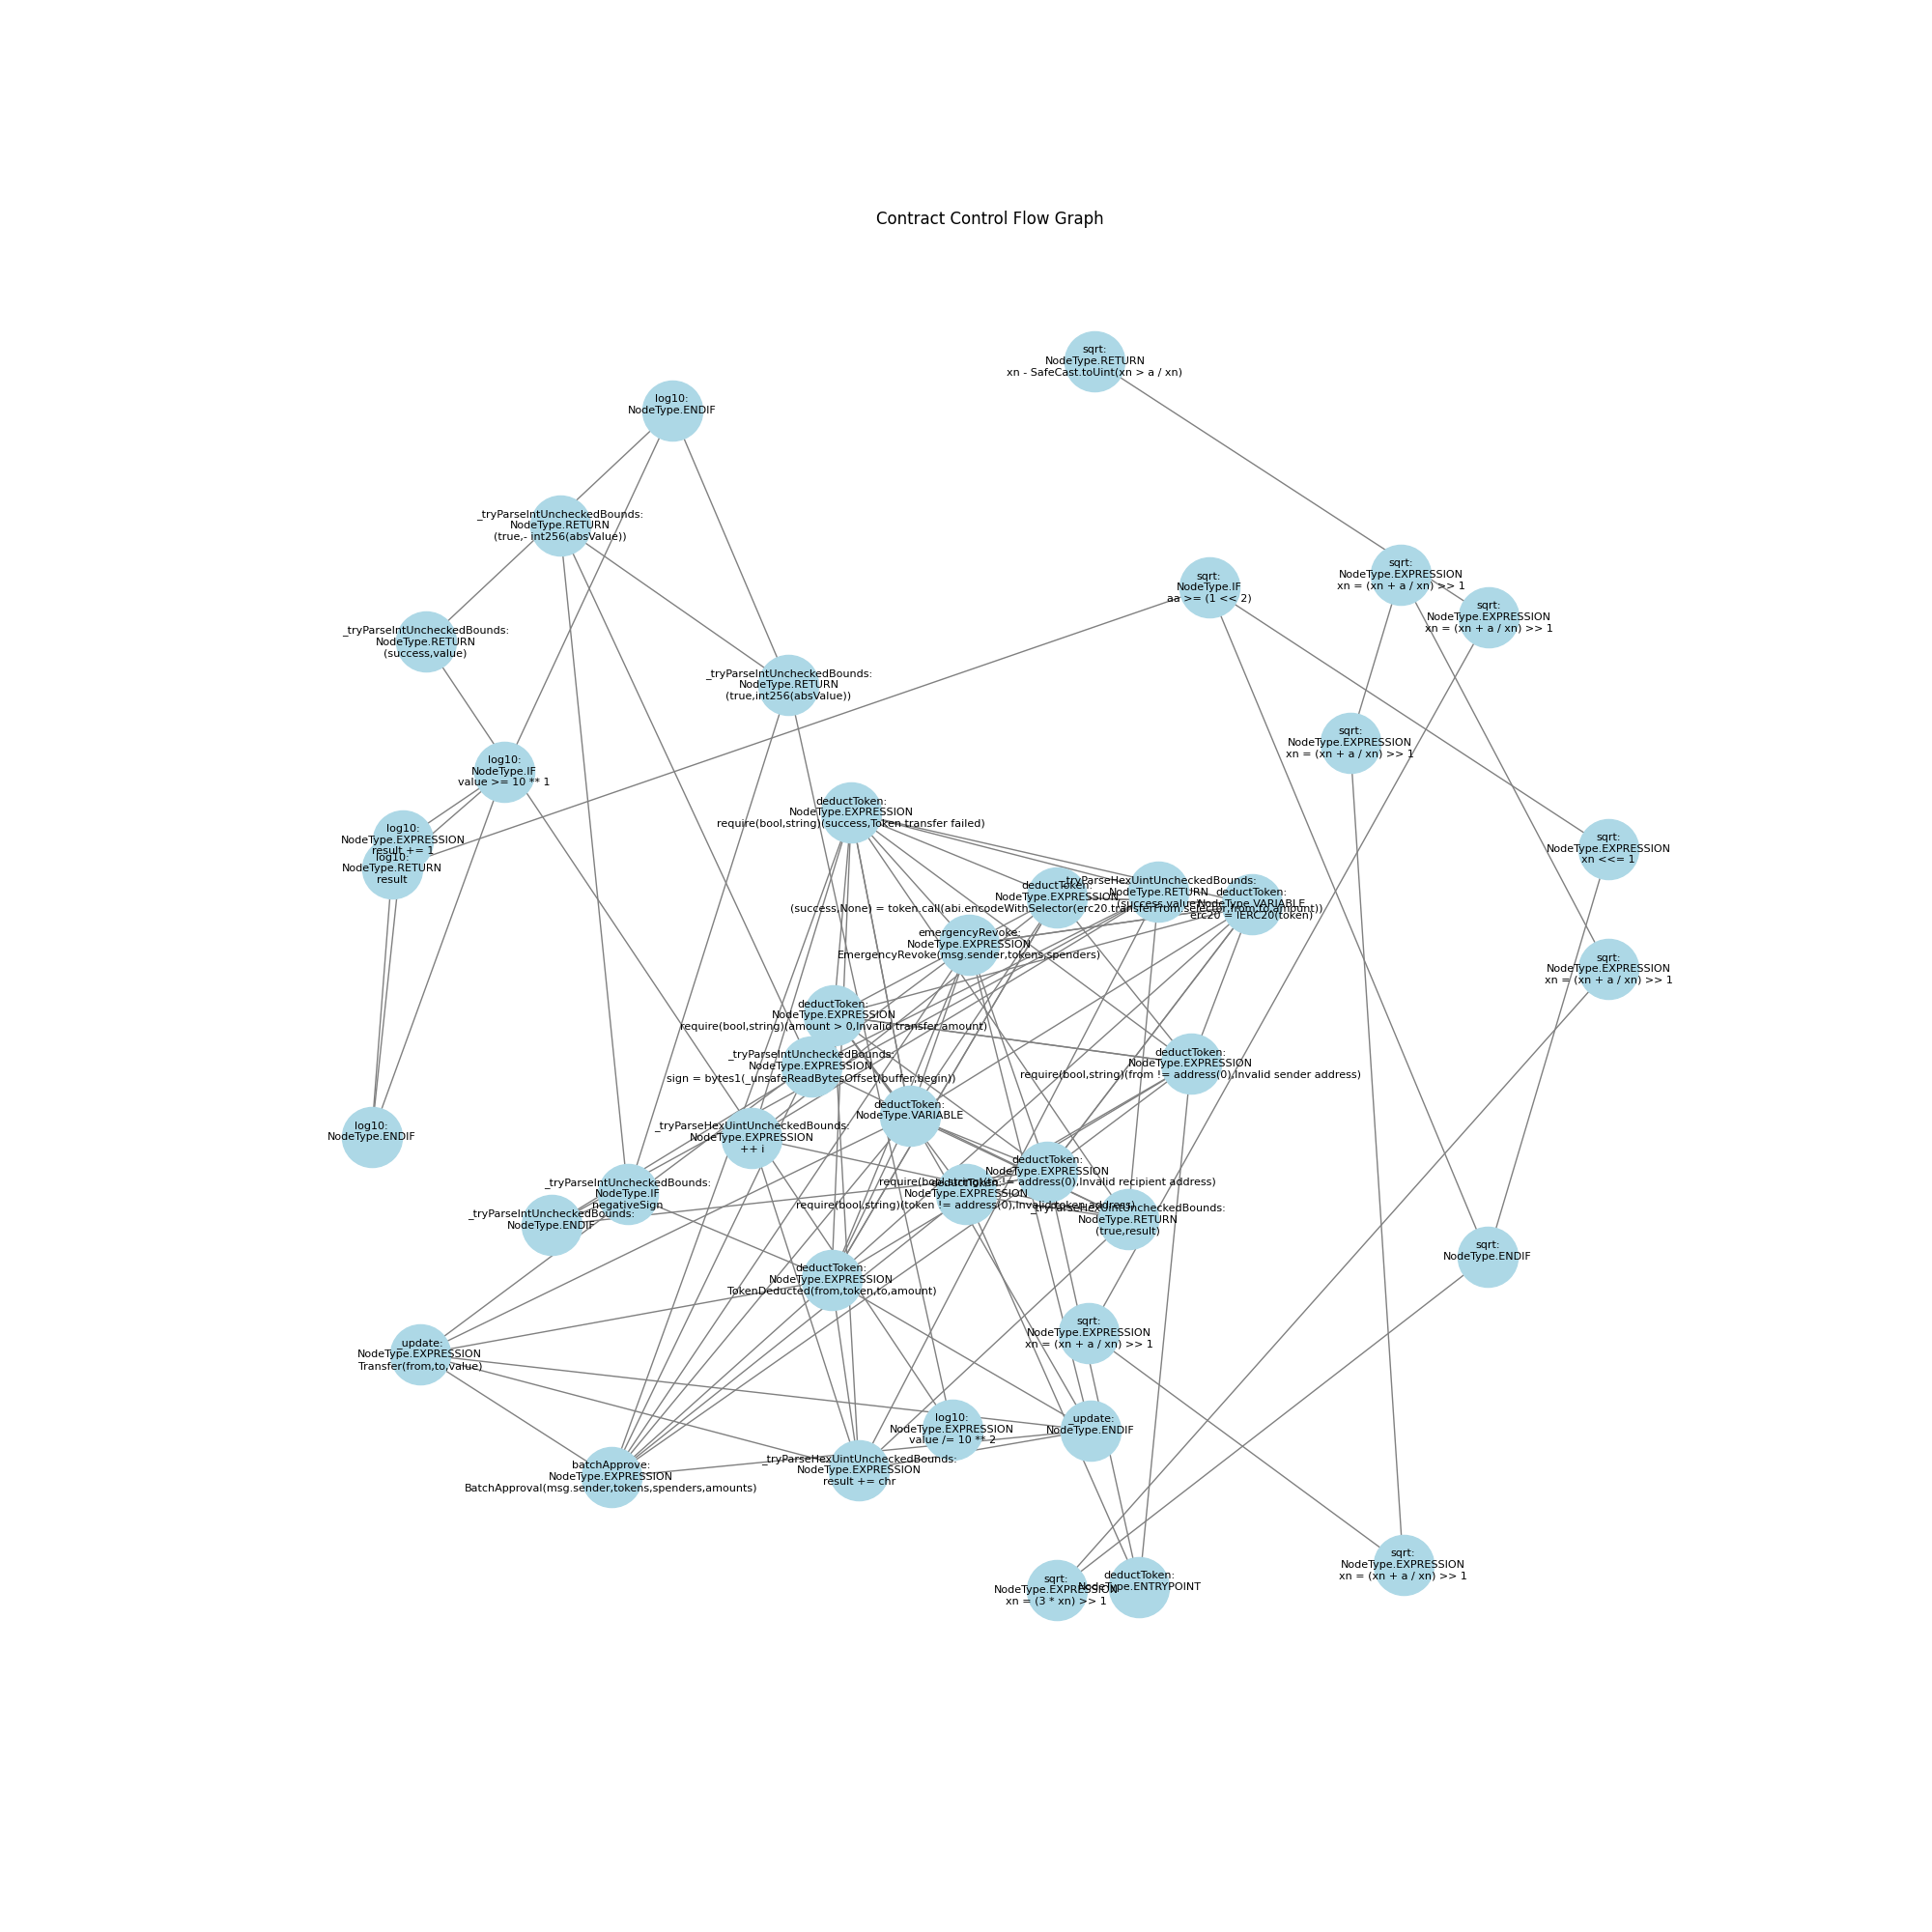 Contract Control Flow Graph
sqrt:
NodeType.RETURN
xn - SafeCast.toUint(xn > a / xn)
log10:
NodeType.ENDIF
_tryParseIntUncheckedBounds:
NodeType.RETURN
(true,- int256(absValue))
sqrt:
NodeType.EXPRESSION
xn = (xn + a / xn) >> 1
sqrt:
NodeType.IF
aa >= (1 << 2)
sqrt:
NodeType.EXPRESSION
xn = (xn + a / xn) >> 1
_tryParseIntUncheckedBounds:
NodeType.RETURN
(success,value)
_tryParseIntUncheckedBounds:
NodeType.RETURN
(true,int256(absValue))
sqrt:
NodeType.EXPRESSION
xn = (xn + a / xn) >> 1
log10:
NodeType.IF
value >= 10 ** 1
deductToken:
NodeType.EXPRESSION
require(bool,string)(success,Token transfer failed)
log10:
NodeType.EXPRESSION
result += 1
log10:
NodeType.RETURN
result
sqrt:
NodeType.EXPRESSION
xn <<= 1
deductToken:
NodeType.EXPRESSION
(success,None) = token.call(abi.encodeWithSelector(erc20.transferFrom.selector,from,to,amount))
_tryParseHexUintUncheckedBounds:
NodeType.RETURN
(success,value)
deductToken:
NodeType.VARIABLE
erc20 = IERC20(token)
emergencyRevoke:
NodeType.EXPRESSION
EmergencyRevoke(msg.sender,tokens,spenders)
sqrt:
NodeType.EXPRESSION
xn = (xn + a / xn) >> 1
deductToken:
NodeType.EXPRESSION
require(bool,string)(amount > 0,Invalid transfer amount)
_tryParseIntUncheckedBounds:
NodeType.EXPRESSION
sign = bytes1(_unsafeReadBytesOffset(buffer,begin))
deductToken:
NodeType.EXPRESSION
require(bool,string)(from != address(0),Invalid sender address)
deductToken:
NodeType.VARIABLE
_tryParseHexUintUncheckedBounds:
NodeType.EXPRESSION
++ i
log10:
NodeType.ENDIF
deductToken:
NodeType.EXPRESSION
require(bool,string)(to != address(0),Invalid recipient address)
_tryParseIntUncheckedBounds:
NodeType.IF
negativeSign
deductToken:
NodeType.EXPRESSION
require(bool,string)(token != address(0),Invalid token address)
_tryParseIntUncheckedBounds:
NodeType.ENDIF
_tryParseHexUintUncheckedBounds:
NodeType.RETURN
(true,result)
sqrt:
NodeType.ENDIF
deductToken:
NodeType.EXPRESSION
TokenDeducted(from,token,to,amount)
sqrt:
NodeType.EXPRESSION
xn = (xn + a / xn) >> 1
_update:
NodeType.EXPRESSION
Transfer(from,to,value)
log10:
NodeType.EXPRESSION
value /= 10 ** 2
_update:
NodeType.ENDIF
_tryParseHexUintUncheckedBounds:
NodeType.EXPRESSION
result += chr
batchApprove:
NodeType.EXPRESSION
BatchApproval(msg.sender,tokens,spenders,amounts)
sqrt:
NodeType.EXPRESSION
xn = (xn + a / xn) >> 1
sqrt:
NodeType.EXPRESSION
xn = (3 * xn) >> 1
deductToken:
NodeType.ENTRYPOINT